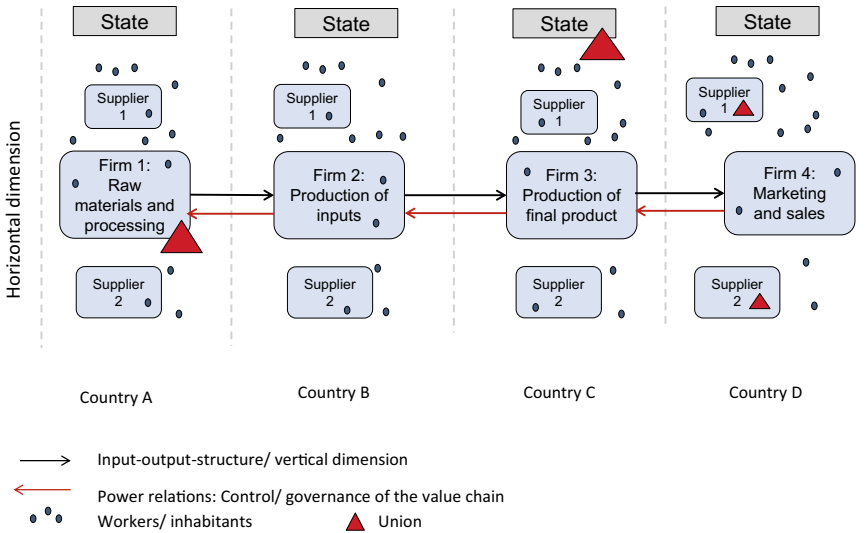 State
State
State
State
Supplier
1
Supplier
1
Supplier
1
Supplier
1
Horizontal dimension
Firm 1:
Raw
materials and
processing
Firm 2:
Production of
inputs
Firm 3:
Production of
final product
Firm 4:
Marketing
and sales
Supplier
2
Supplier
2
Supplier
2
Supplier
2
Country A
Country B
Country C
Country D
Input-output-structure/ vertical dimension
Power relations: Control/ governance of the value chain
Workers/ inhabitants
Union